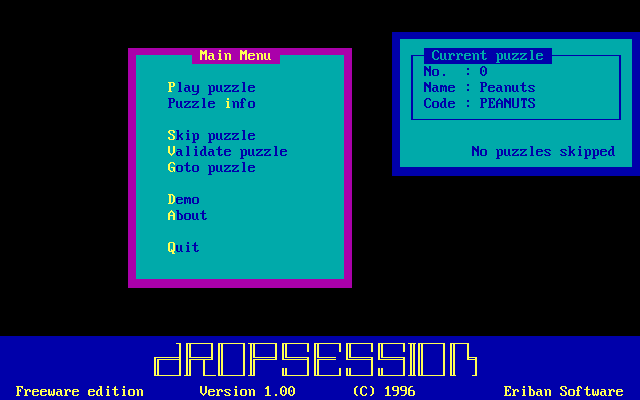 Main Menu
Play puzzle
Puzzle info
Skip puzzle
Validate puzzle
Goto puzzle
Demo
About
Quit
Current puzzle
No. : 0
Name : Peanuts
Code : PEANUTS
No puzzles skipped
dROPSESSION
Freeware edition Version 1.00 (C) 1996 Eriban Software